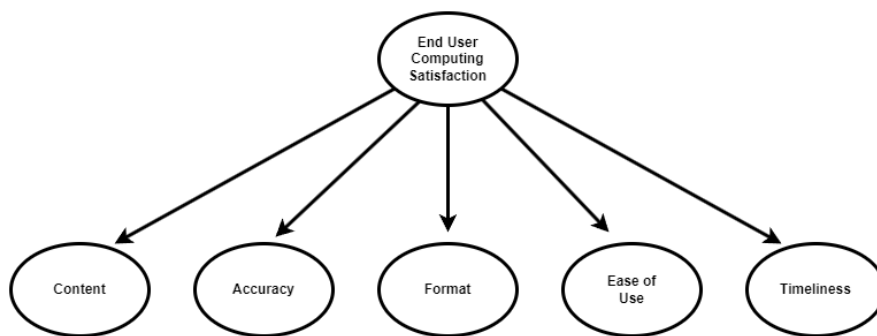 End User
Computing
Satisfaction
Content
Accuracy
Format
Ease of
Use
Timeliness